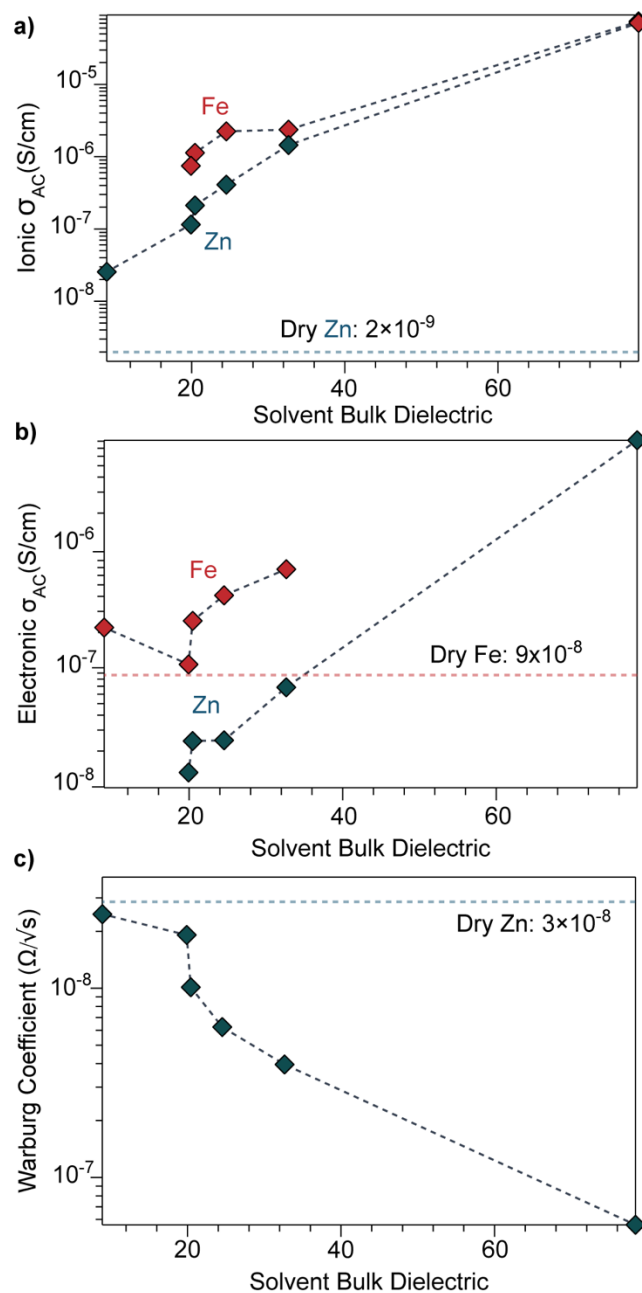 a)
Ionic σAC(S/cm)
10⁻⁵
10⁻⁶
10⁻⁷
10⁻⁸
Fe
Zn
Dry Zn: 2×10⁻⁹
20
40
60
Solvent Bulk Dielectric
b)
Electronic σAC(S/cm)
10⁻⁶
10⁻⁷
10⁻⁸
Fe
Dry Fe: 9x10⁻⁸
Zn
20
40
60
Solvent Bulk Dielectric
c)
Warburg Coefficient (Ω/√s)
10⁻⁸
10⁻⁷
Dry Zn: 3×10⁻⁸
20
40
60
Solvent Bulk Dielectric